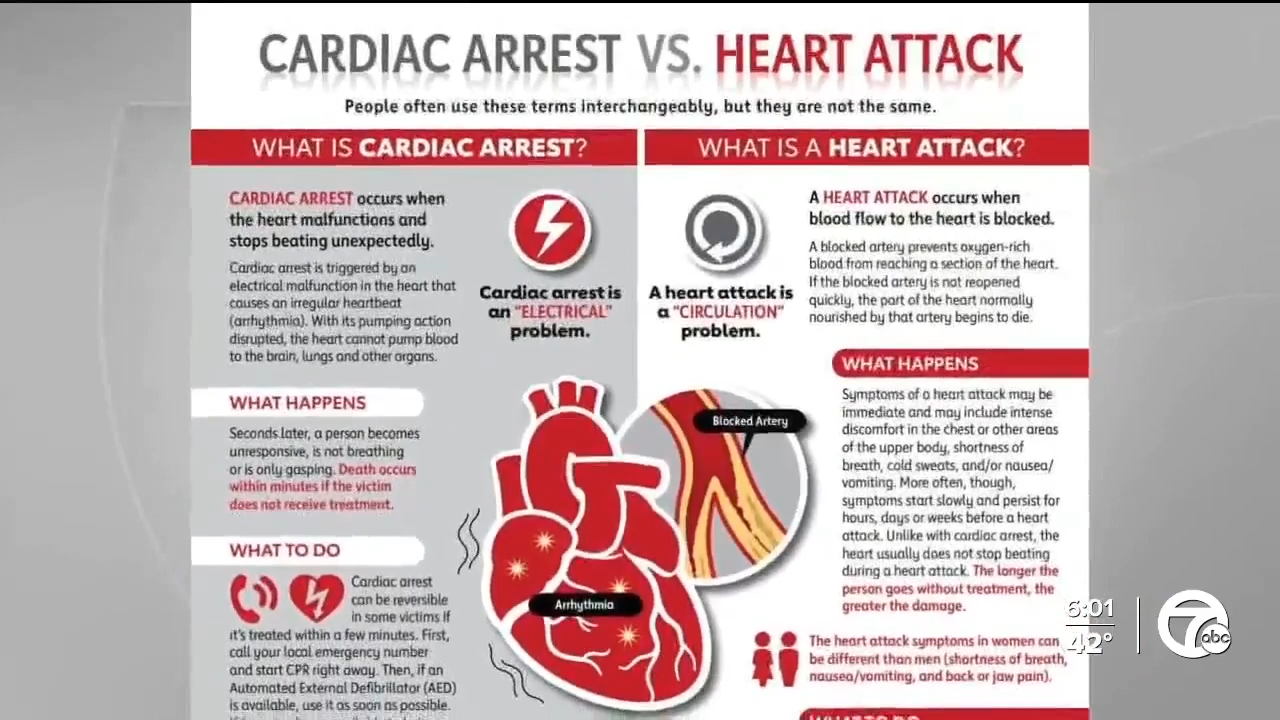 CARDIAC ARREST VS. HEART ATTACK
People often use these terms interchangeably, but they are not the same.
WHAT IS CARDIAC ARREST?
CARDIAC ARREST occurs when
the heart malfunctions and
stops beating unexpectedly.
Cardiac arrest is triggered by an
electrical malfunction in the heart that
causes an irregular heartbeat
(arrhythmia). With its pumping action
disrupted, the heart cannot pump blood
to the brain, lungs and other organs.
Cardiac arrest is
an "ELECTRICAL"
problem.
WHAT HAPPENS
Seconds later, a person becomes
unresponsive, is not breathing
or is only gasping. Death occurs
within minutes if the victim
does not receive treatment.
WHAT TO DO
Cardiac arrest
can be reversible
in some victims if
it's treated within a few minutes. First,
call your local emergency number
and start CPR right away. Then, if an
Automated External Defibrillator (AED)
is available, use it as soon as possible.
Arrhythmia
WHAT IS A HEART ATTACK?
A heart attack is
a "CIRCULATION"
problem.
A HEART ATTACK occurs when
blood flow to the heart is blocked.
A blocked artery prevents oxygen-rich
blood from reaching a section of the heart.
If the blocked artery is not reopened
quickly, the part of the heart normally
nourished by that artery begins to die.
Blocked Artery
WHAT HAPPENS
Symptoms of a heart attack may be
immediate and may include intense
discomfort in the chest or other areas
of the upper body, shortness of
breath, cold sweats, and/or nausea/
vomiting. More often, though,
symptoms start slowly and persist for
hours, days or weeks before a heart
attack. Unlike with cardiac arrest, the
heart usually does not stop beating
during a heart attack. The longer the
person goes without treatment, the
greater the damage.
The heart attack symptoms in women can
be different than men (shortness of breath,
nausea/vomiting, and back or jaw pain).
WHAT TO DO
6:01
42°
7 abc